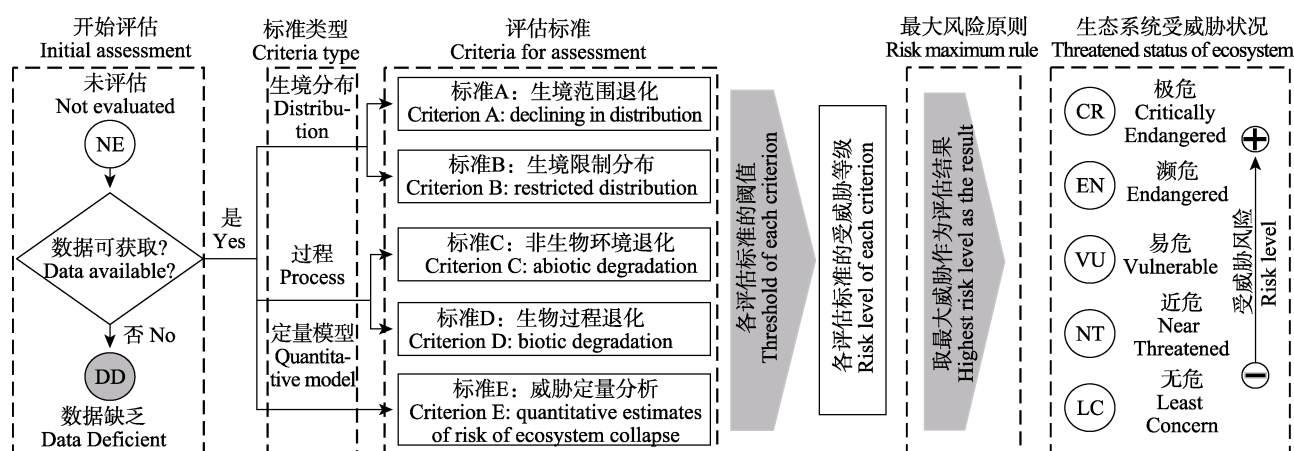 开始评估
Initial assessment
未评估
Not evaluated
NE
数据可获取?
Data available?
是
Yes
否 No
DD
数据缺乏
Data Deficient
标准类型
Criteria type
生境分布
Distribu-
tion
过程
Process
定量模型
Quantita-
tive model
评估标准
Criteria for assessment
标准A：生境范围退化
Criterion A: declining in distribution
标准B：生境限制分布
Criterion B: restricted distribution
标准C：非生物环境退化
Criterion C: abiotic degradation
标准D：生物过程退化
Criterion D: biotic degradation
标准E：威胁定量分析
Criterion E: quantitative estimates
of risk of ecosystem collapse
各评估标准的阈值
Threshold of each criterion
各评估标准的受威胁等级
Risk level of each criterion
最大风险原则
Risk maximum rule
取最大威胁作为评估结果
Highest risk level as the result
生态系统受威胁状况
Threatened status of ecosystem
CR
极危
Critically
Endangered
EN
濒危
Endangered
VU
易危
Vulnerable
NT
近危
Near
Threatened
LC
无危
Least
Concern
受威胁风险
Risk level